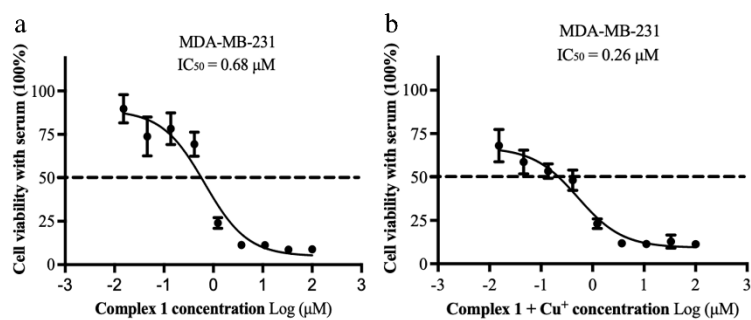 a
MDA-MB-231
IC₅₀ = 0.68 μM
Cell viability with serum (100%)
100
75
50
25
0
-3
-2
-1
0
1
2
3
Complex 1 concentration Log (μM)
b
MDA-MB-231
IC₅₀ = 0.26 μM
Cell viability with serum (100%)
100
75
50
25
0
-3
-2
-1
0
1
2
3
Complex 1 + Cu⁺ concentration Log (μM)